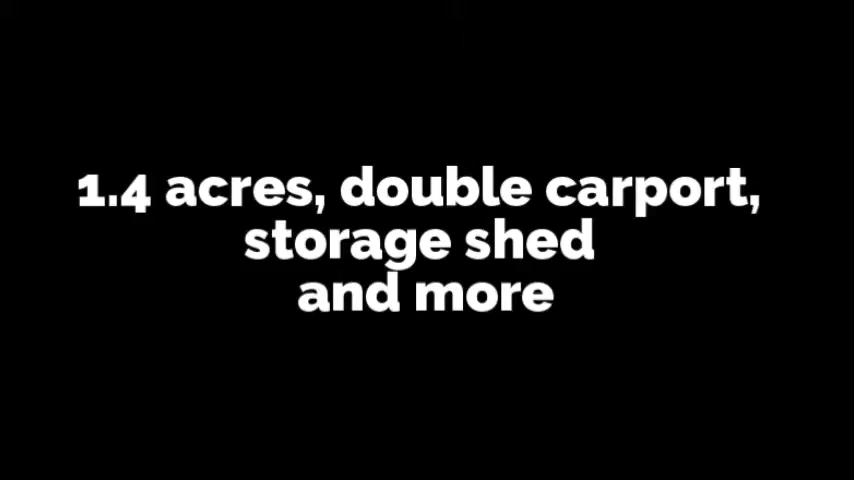 1.4 acres, double carport,
storage shed
and more